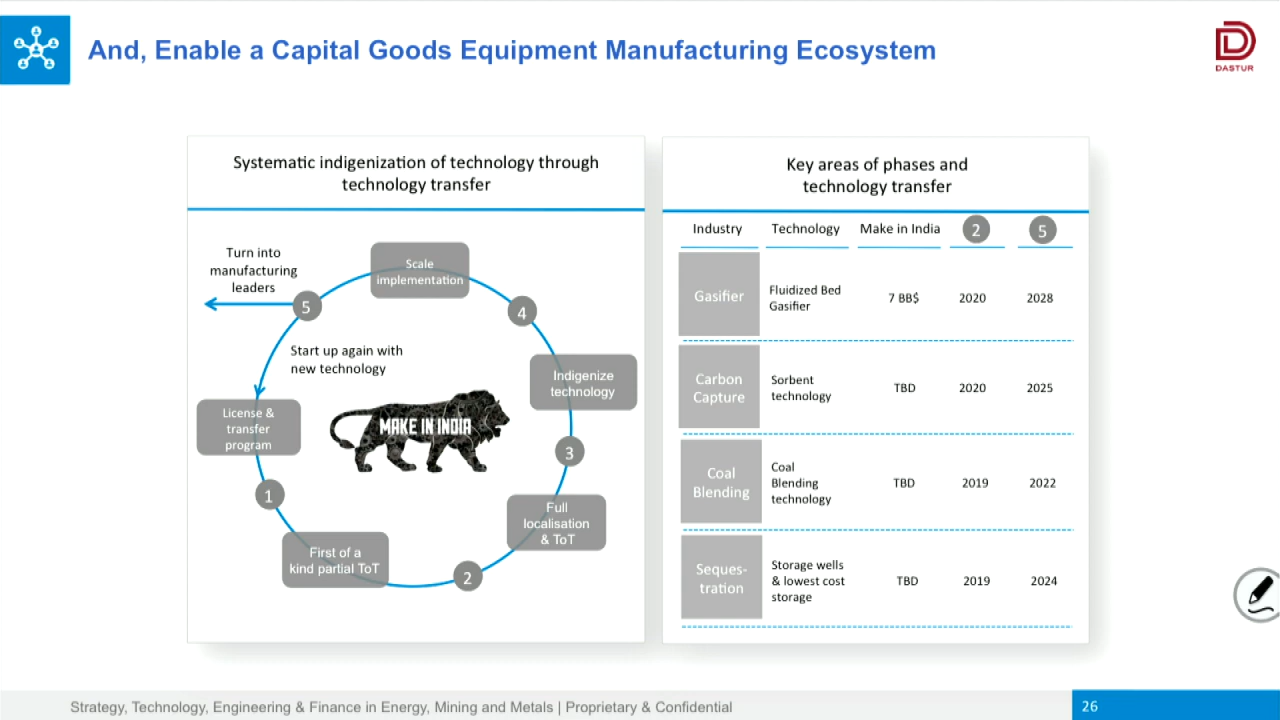 And, Enable a Capital Goods Equipment Manufacturing Ecosystem
DASTUR
Systematic indigenization of technology through
technology transfer
Turn into
manufacturing
leaders
Scale
implementation
5
4
Start up again with
new technology
Indigenize
technology
License &
transfer
program
MAKE IN INDIA
3
1
Full
localisation
& ToT
First of a
kind partial ToT
2
Key areas of phases and
technology transfer
Industry Technology Make in India 2 5
Gasifier
Fluidized Bed
Gasifier
7 BB$ 2020 2028
Carbon
Capture
Sorbent
technology
TBD 2020 2025
Coal
Blending
Coal
Blending
technology
TBD 2019 2022
Seques-
tration
Storage wells
& lowest cost
storage
TBD 2019 2024
Strategy, Technology, Engineering & Finance in Energy, Mining and Metals | Proprietary & Confidential
26